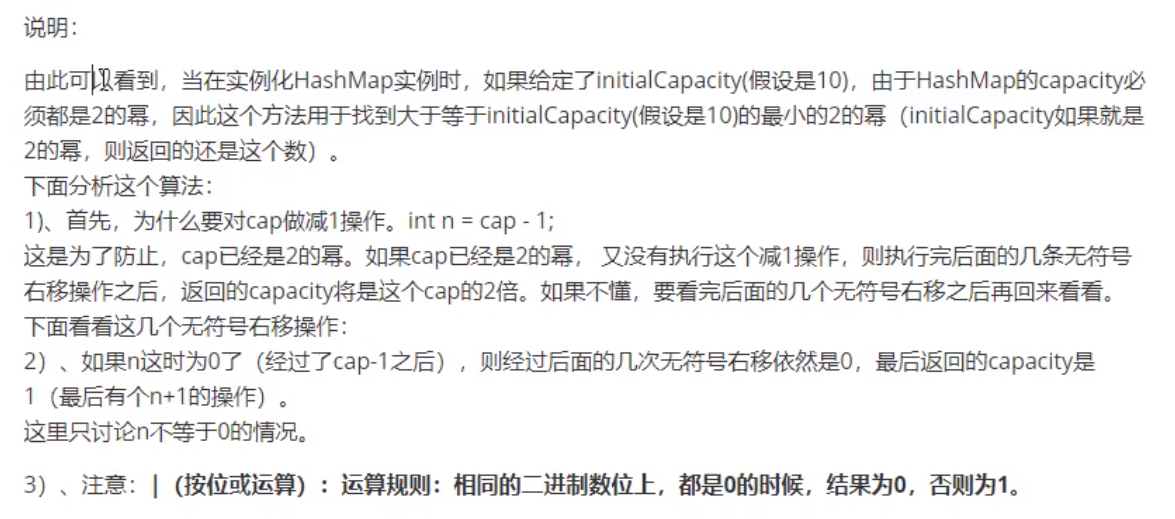 说明：
由此可以看到，当在实例化HashMap实例时，如果给定了initialCapacity(假设是10)，由于HashMap的capacity必
须都是2的幂，因此这个方法用于找到大于等于initialCapacity(假设是10)的最小的2的幂（initialCapacity如果就是
2的幂，则返回的还是这个数）。
下面分析这个算法：
1)、首先，为什么要对cap做减1操作。int n = cap - 1;
这是为了防止，cap已经是2的幂。如果cap已经是2的幂， 又没有执行这个减1操作，则执行完后面的几条无符号
右移操作之后，返回的capacity将是这个cap的2倍。如果不懂，要看完后面的几个无符号右移之后再回来看看。
下面看看这几个无符号右移操作：
2）、如果n这时为0了（经过了cap-1之后），则经过后面的几次无符号右移依然是0，最后返回的capacity是
1（最后有个n+1的操作）。
这里只讨论n不等于0的情况。
3）、注意：|（按位或运算）：运算规则：相同的二进制数位上，都是0的时候，结果为0，否则为1。